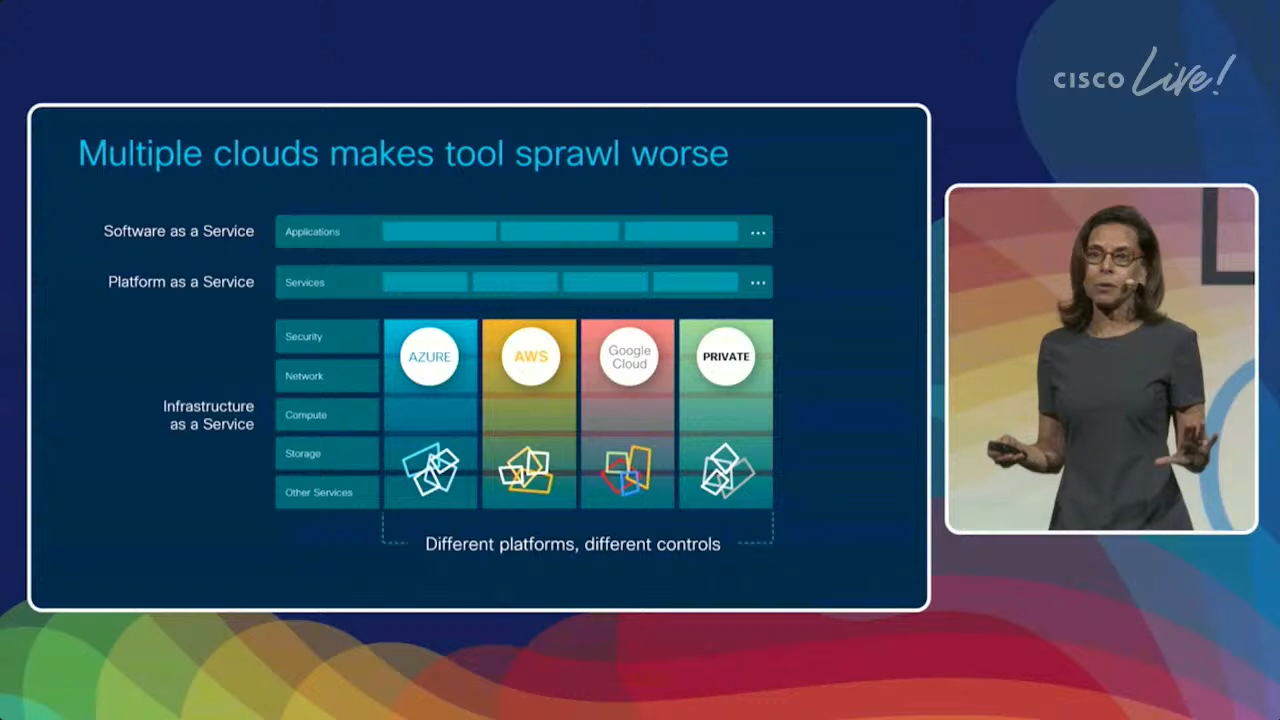 CISCO Live!
Multiple clouds makes tool sprawl worse
Software as a Service
Applications
...
Platform as a Service
Services
...
Infrastructure
as a Service
Security
Network
Compute
Storage
Other Services
AZURE
AWS
Google
Cloud
PRIVATE
Different platforms, different controls